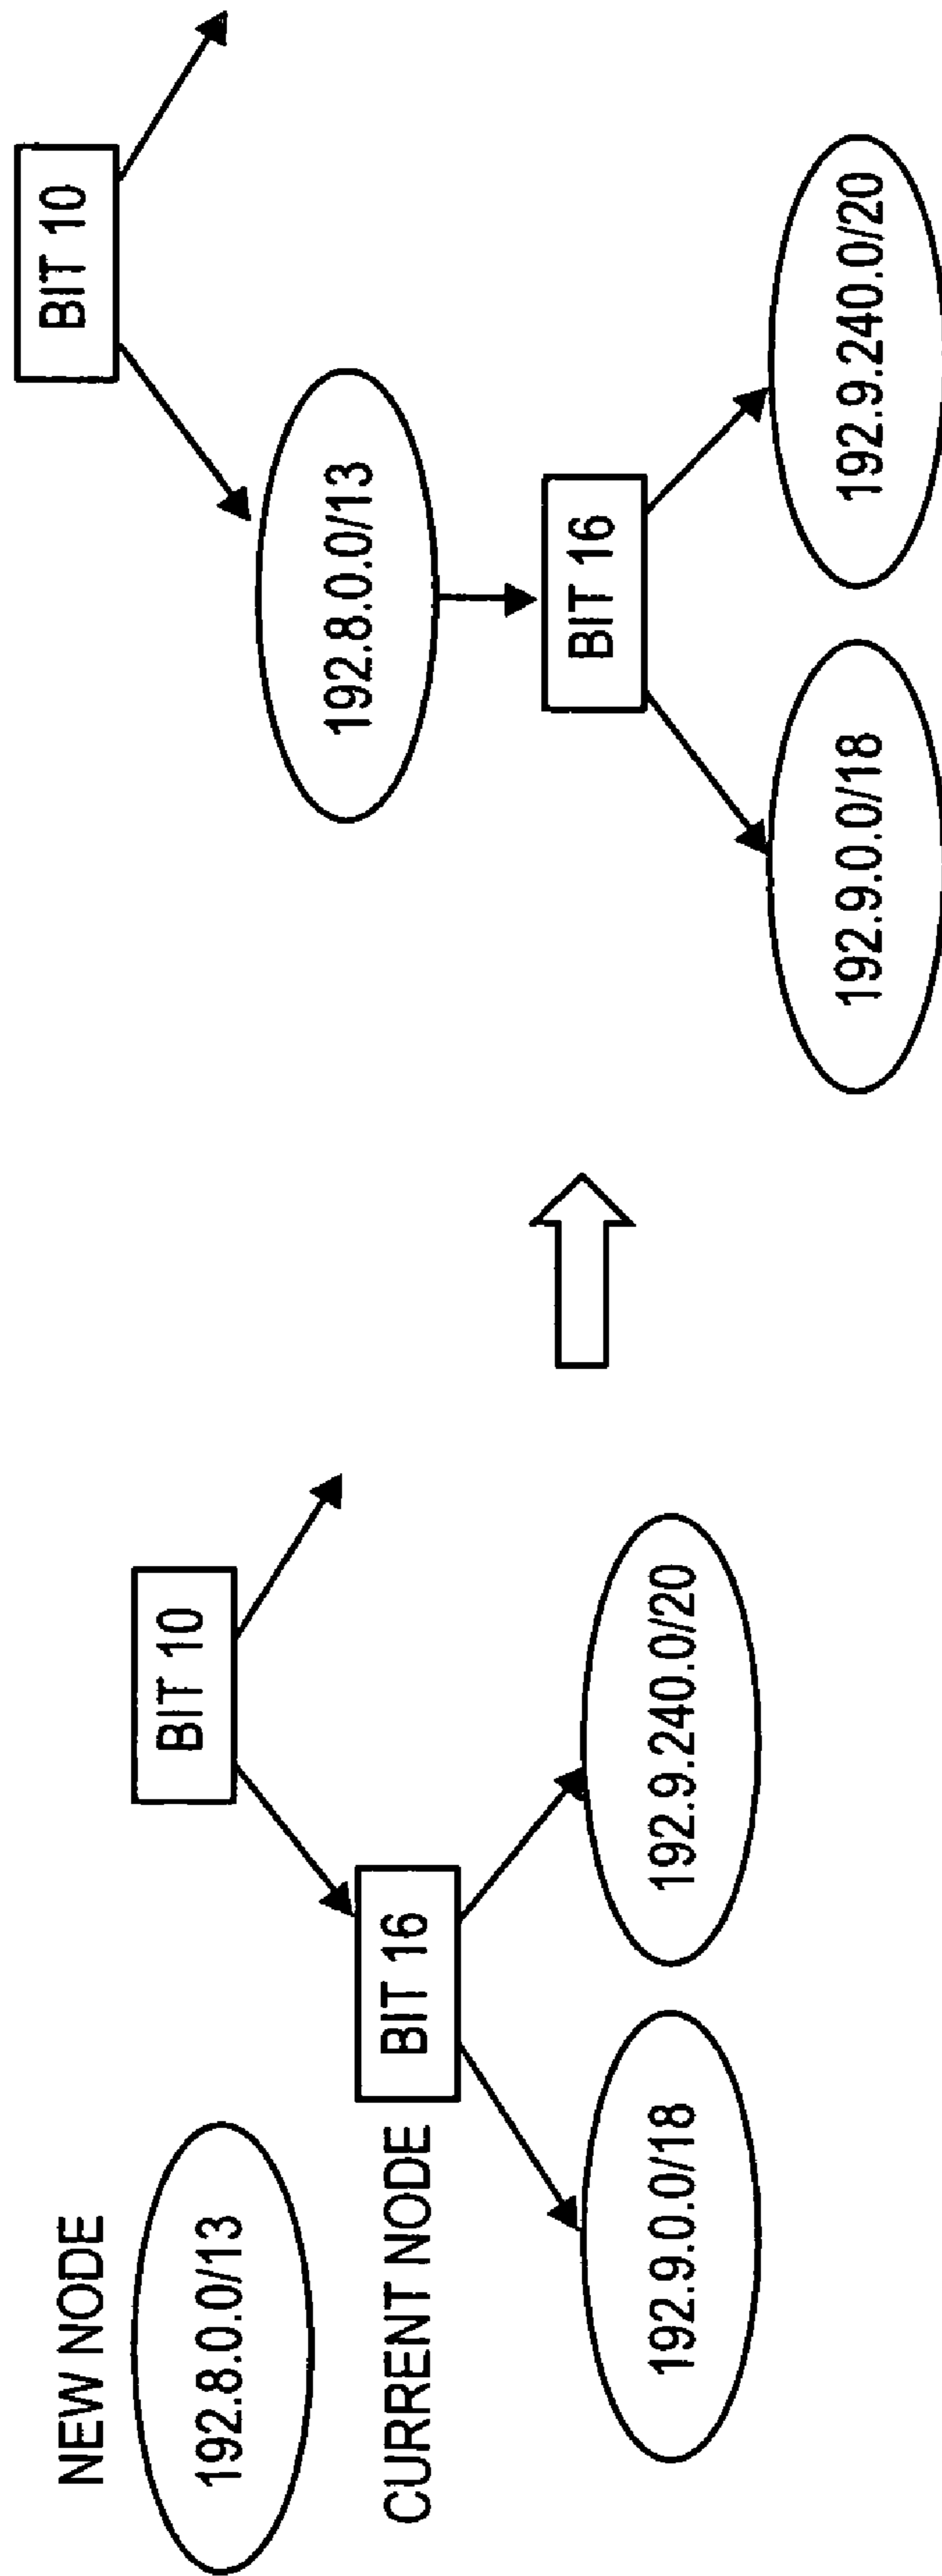 NEW NODE
192.8.0.0/13
BIT 10
CURRENT NODE
BIT 16
192.9.0.0/18
192.9.240.0/20
BIT 10
192.8.0.0/13
BIT 16
192.9.0.0/18
192.9.240.0/20